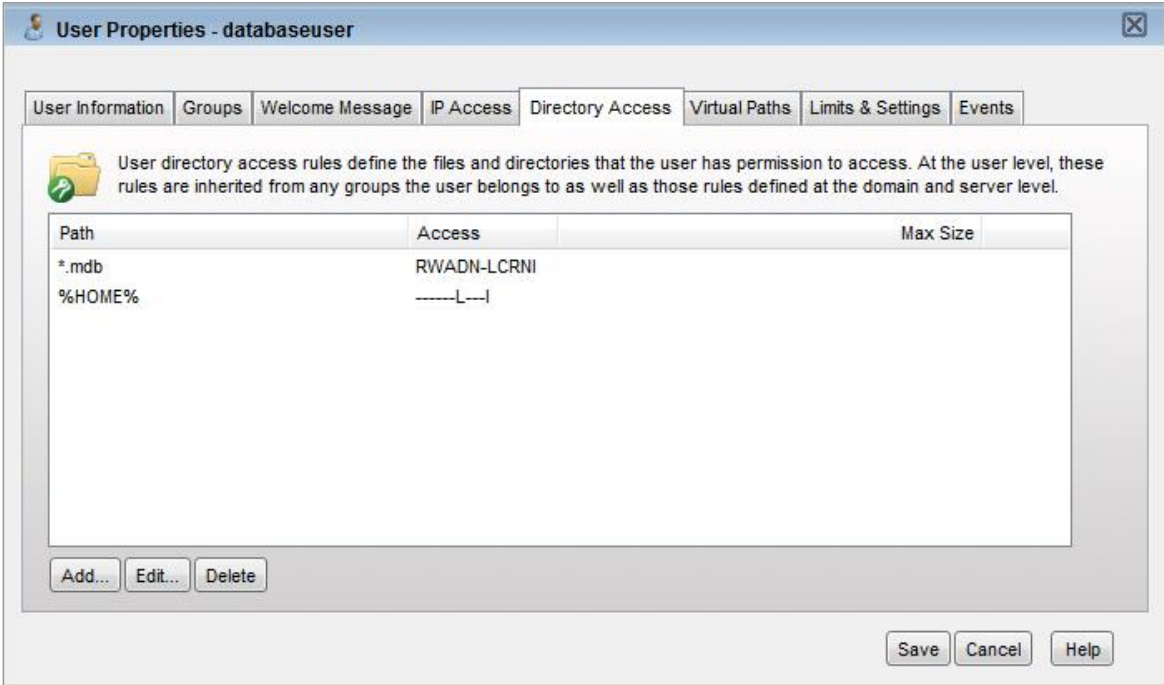 User Properties - databaseuser
User Information Groups Welcome Message IP Access Directory Access Virtual Paths Limits & Settings Events
User directory access rules define the files and directories that the user has permission to access. At the user level, these
rules are inherited from any groups the user belongs to as well as those rules defined at the domain and server level.
Path Access Max Size
*.mdb RWADN-LCRNI
%HOME% ------L---I
Add... Edit... Delete
Save Cancel Help